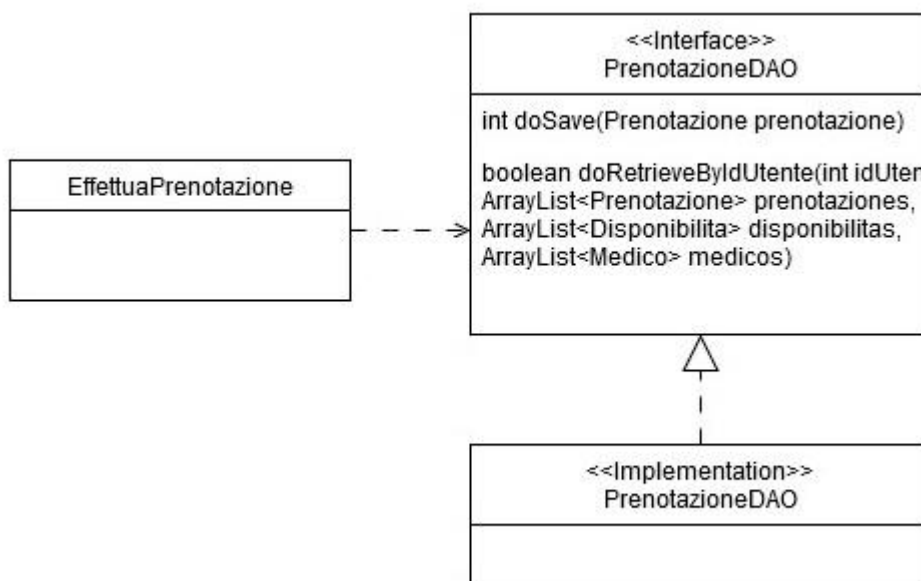 <<Interface>>
PrenotazioneDAO
int doSave(Prenotazione prenotazione)
boolean doRetrieveByIdUtente(int idUten
ArrayList<Prenotazione> prenotaziones,
ArrayList<Disponibilita> disponibilitas,
ArrayList<Medico> medicos)
EffettuaPrenotazione
<<Implementation>>
PrenotazioneDAO